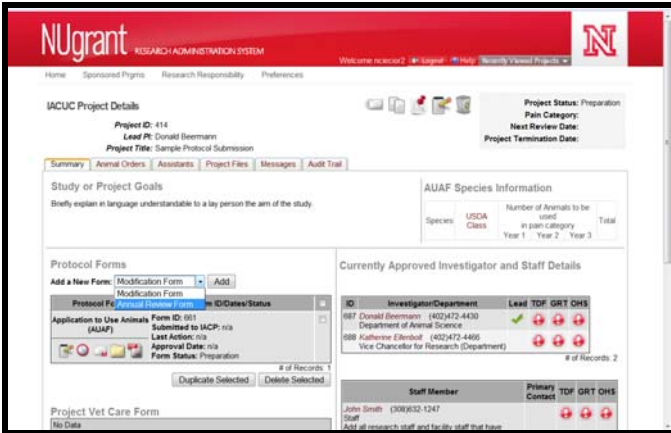 NUgrant RESEARCH ADMINISTRATION SYSTEM
N
Welcome nciecior2 Logout Help Recently Viewed Projects
Home Sponsored Prgms Research Responsibility Preferences
IACUC Project Details
Project ID: 414
Lead PI: Donald Beermann
Project Title: Sample Protocol Submission
Project Status: Preparation
Pain Category:
Next Review Date:
Project Termination Date:
Summary Animal Orders Assistants Project Files Messages Audit Trail
Study or Project Goals
Briefly explain in language understandable to a lay person the aim of the study.
AUAF Species Information
Species USDA Class Number of Animals to be used in pain category Total
Year 1 Year 2 Year 3
Protocol Forms
Add a New Form: Modification Form Add
Modification Form
Annual Review Form
Protocol Fo m ID/Dates/Status
Application to Use Animals (AUAF)
Form ID: 661
Submitted to IACP: n/a
Last Action: n/a
Approval Date: n/a
Form Status: Preparation
# of Records: 1
Duplicate Selected Delete Selected
Project Vet Care Form
No Data
Currently Approved Investigator and Staff Details
ID Investigator/Department Lead TDF GRT OHS
687 Donald Beermann (402)472-4430
Department of Animal Science
688 Katherine Ellenbolt (402)472-4466
Vice Chancellor for Research (Department)
# of Records: 2
Staff Member Primary Contact TDF GRT OHS
John Smith (308)632-1247
Staff
Add all research staff and facility staff that have